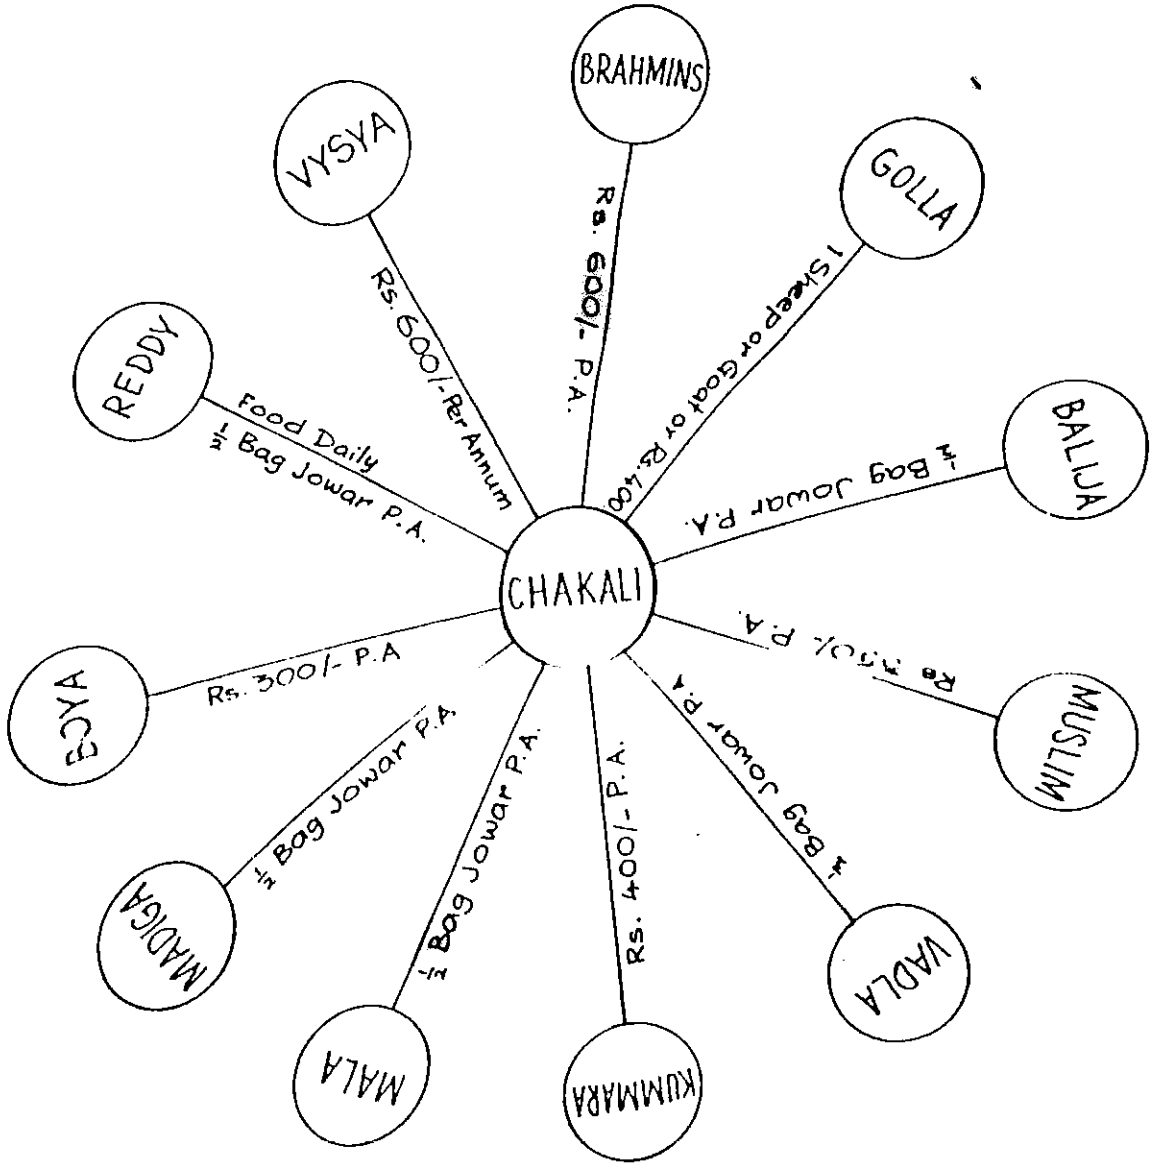 BRAHMINS
Rs. 600/- P.A.
GOLLA
1 Sheep or Goat or Rs.400
BALIJA
½ Bag Jowar P.A.
MUSLIM
Rs P.A.
VADLA
Bag Jowar P.A
KUMMARA
Rs. 400/- P.A.
MALA
½ Bag Jowar P.A.
MADIGA
½ Bag Jowar P.A
BOYA
Rs. 300/- P.A
REDDY
Food Daily
½ Bag Jowar P.A.
VYSYA
Rs. 600/- Per Annum
CHAKALI